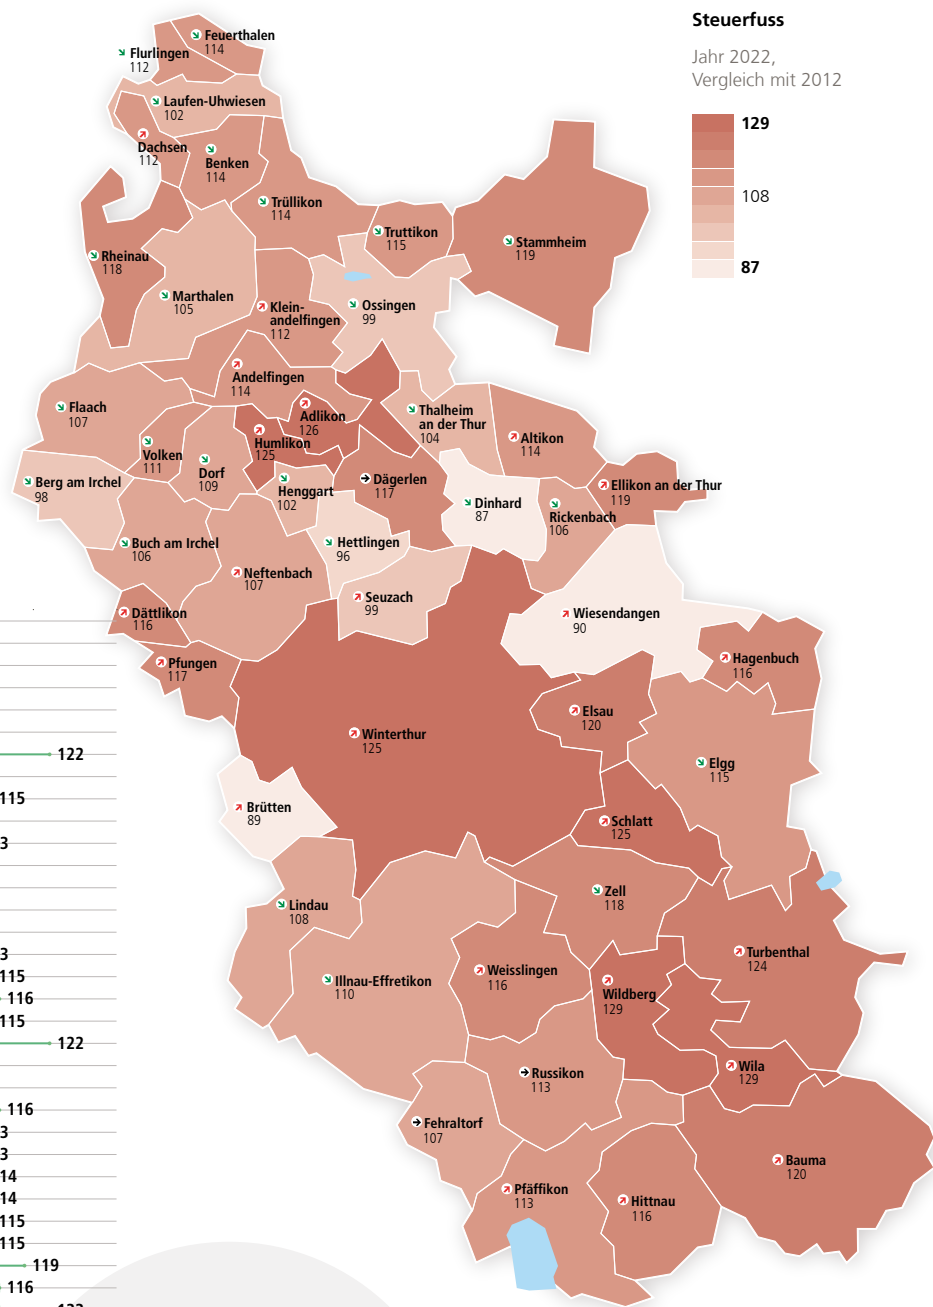 Steuerfuss
Jahr 2022,
Vergleich mit 2012
129
108
87
Feuerthalen
114
Flurlingen
112
Laufen-Uhwiesen
102
Dachsen
112
Benken
114
Trüllikon
114
Truttikon
115
Stammheim
119
Rheinau
118
Marthalen
105
Klein-
andelfingen
112
Ossingen
99
Andelfingen
114
Flaach
107
Adlikon
126
Thalheim
an der Thur
104
Humlikon
125
Altikon
114
Volken
111
Dorf
109
Berg am Irchel
98
Henggart
102
Dägerlen
117
Ellikon an der Thur
119
Dinhard
87
Rickenbach
106
Buch am Irchel
106
Hettlingen
96
Neftenbach
107
Seuzach
99
Dättlikon
116
Wiesendangen
90
Pfungen
117
Hagenbuch
116
Elsau
120
Winterthur
125
Elgg
115
Brütten
89
Schlatt
125
Zell
118
Lindau
108
Turbenthal
124
Weisslingen
116
Illnau-Effretikon
110
Wildberg
129
Russikon
113
Wila
129
Fehraltorf
107
Bauma
120
Pfäffikon
113
Hittnau
116
122
115
3
3
115
116
115
122
116
3
3
14
14
115
115
119
116